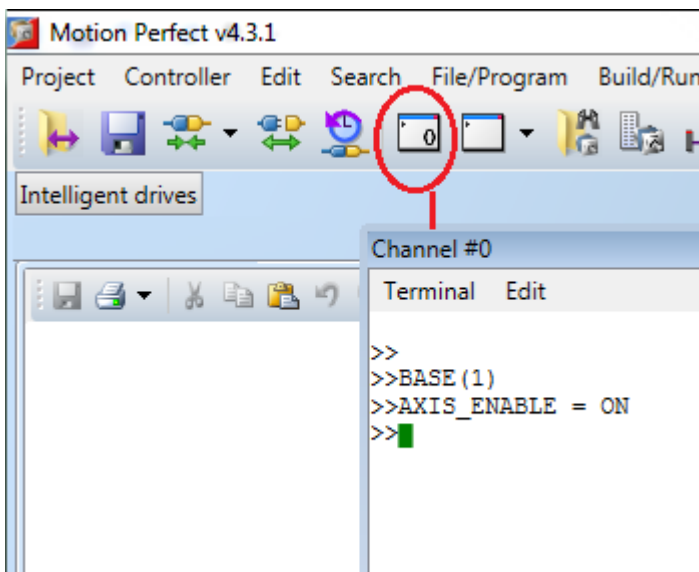 Motion Perfect v4.3.1
Project Controller Edit Search File/Program Build/Run
0
Intelligent drives
Channel #0
Terminal Edit
>>
>>BASE(1)
>>AXIS_ENABLE = ON
>>